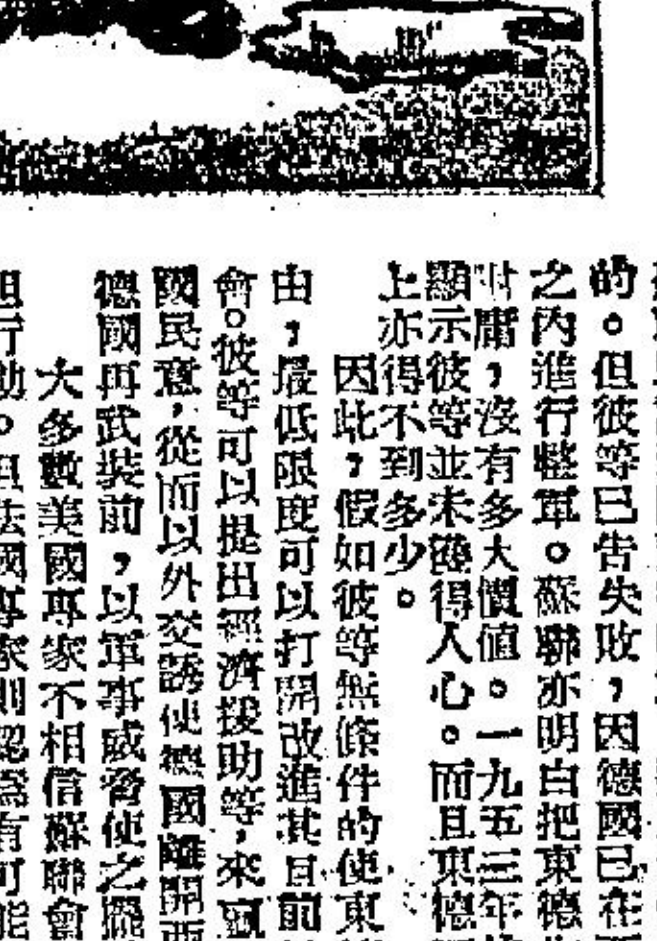 的。但彼等已告失敗,因德國已在
之內進行整軍。蘇聯亦明白把東德
附庸,沒有多大價值。一九五三年
顯示彼等並未獲得人心。而且東德
上亦得不到多少。
因此,假如彼等無條件的使東
由,最低限度可以打開改進其目前
會。彼等可以提出經濟援助等,來
國民意,從而以外交誘使德國離開西
德國再武裝前,以軍事威脅使之擺
大多數美國專家不相信蘇聯會
但法國專家則認為有可能